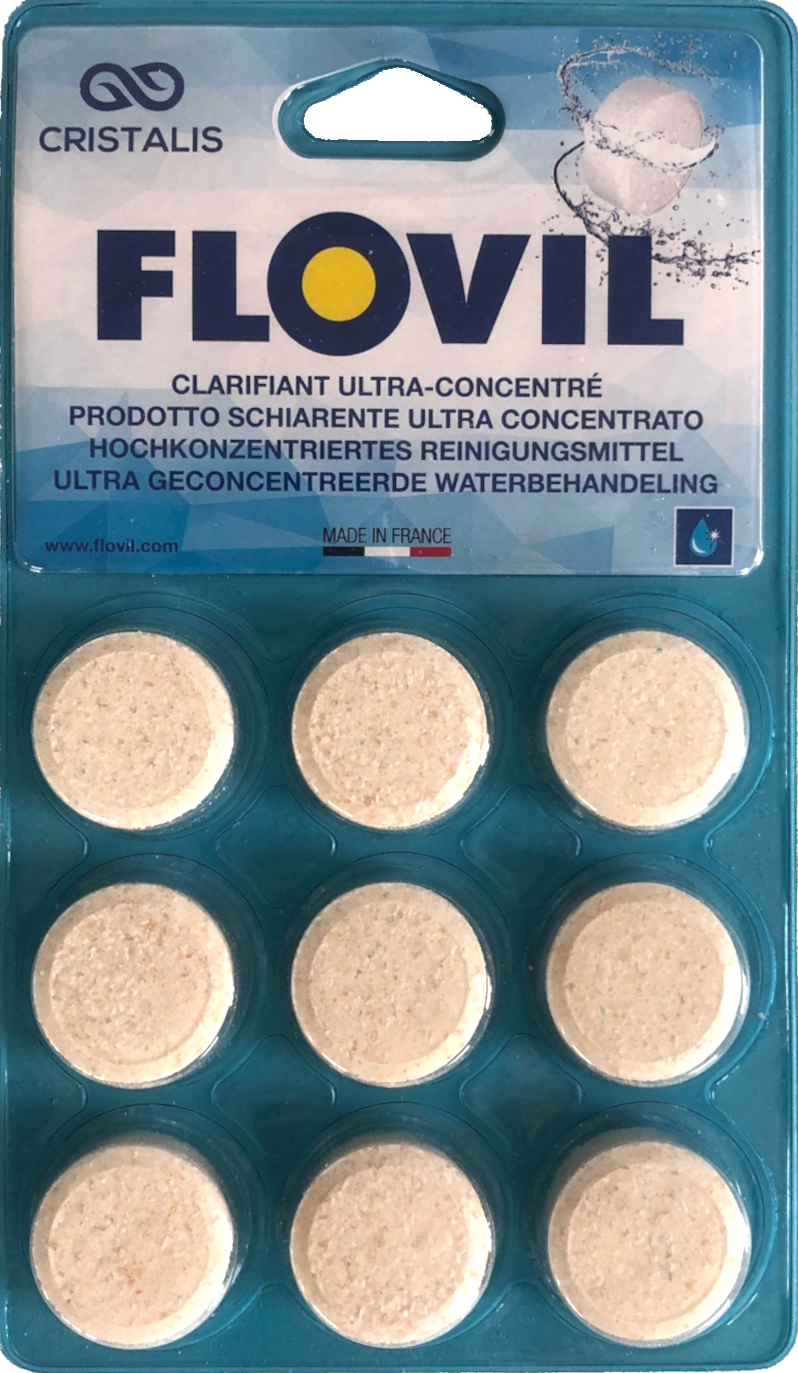 CRISTALIS
FLOVIL
CLARIFIANT ULTRA-CONCENTRÉ
PRODOTTO SCHIARENTE ULTRA CONCENTRATO
HOCHKONZENTRIERTES REINIGUNGSMITTEL
ULTRA GECONCENTREERDE WATERBEHANDELING
www.flovil.com
MADE IN FRANCE